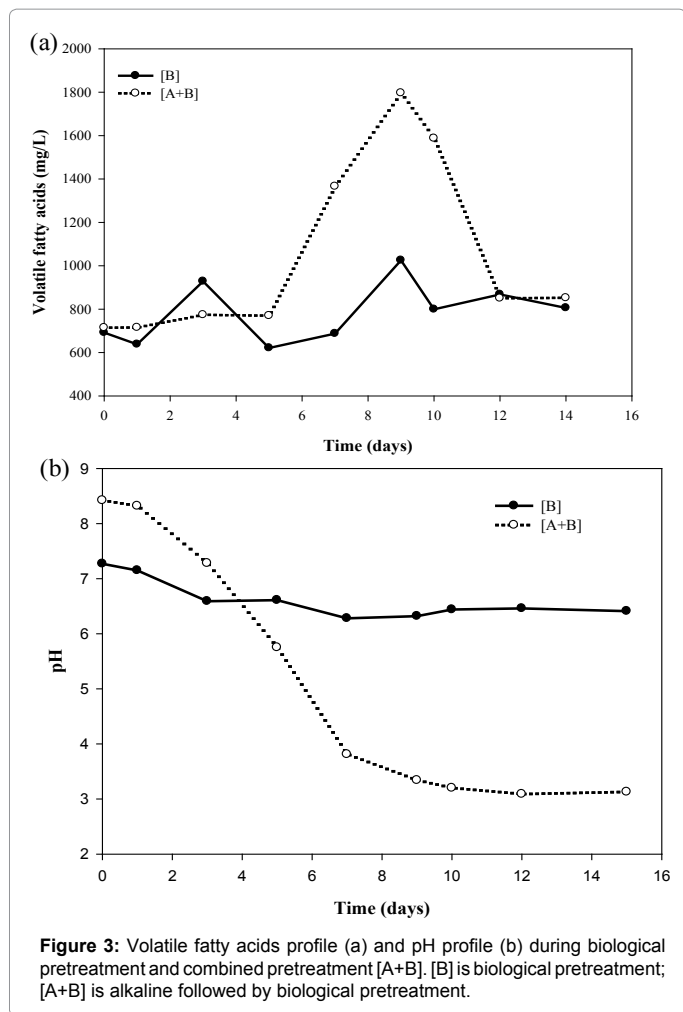 (a)
2000
1800
1600
1400
1200
1000
800
600
400
Volatile fatty acids (mg/L)
[B]
[A+B]
0 2 4 6 8 10 12 14 16
Time (days)
(b)
9
8
7
6
5
4
3
2
pH
[B]
[A+B]
0 2 4 6 8 10 12 14 16
Time (days)
Figure 3: Volatile fatty acids profile (a) and pH profile (b) during biological
pretreatment and combined pretreatment [A+B]. [B] is biological pretreatment;
[A+B] is alkaline followed by biological pretreatment.